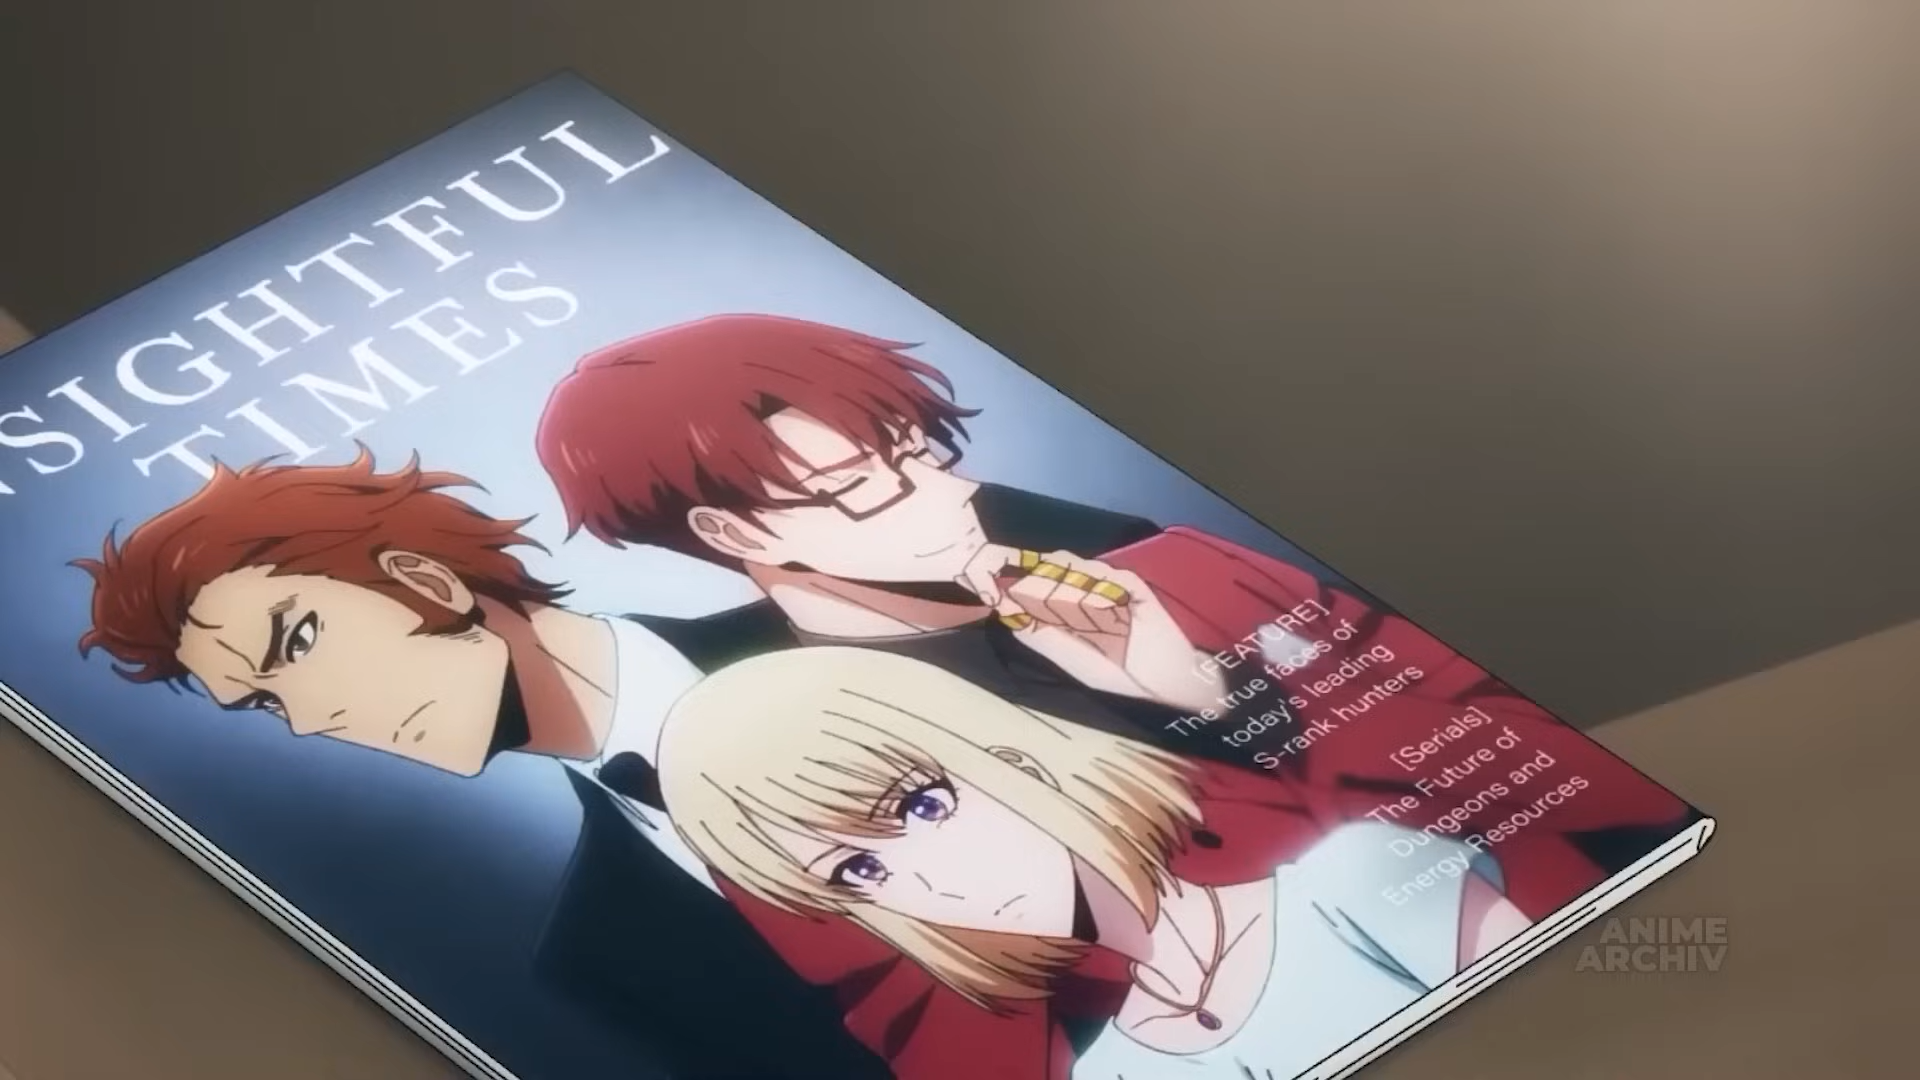 NSIGHTFUL
TIMES
[FEATURE]
The true faces of
today's leading
S-rank hunters
[Serials]
The Future of
Dungeons and
Energy Resources
ANIME
ARCHIV